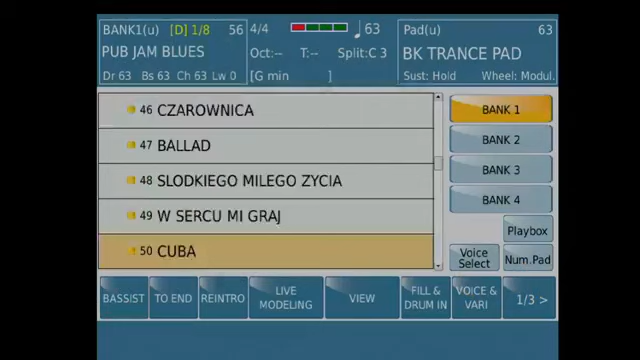 BANK1(u) [D] 1/8 56
PUB JAM BLUES
Dr 63 Bs 63 Ch 63 Lw 0
4/4 63
Oct:-- T:-- Split:C 3
[G min ]
Pad(u) 63
BK TRANCE PAD
Sust: Hold Wheel: Modul.
46 CZAROWNICA
47 BALLAD
48 SLODKIEGO MILEGO ZYCIA
49 W SERCU MI GRAJ
50 CUBA
BANK 1
BANK 2
BANK 3
BANK 4
Playbox
Voice
Select
Num.Pad
BASSIST
TO END
REINTRO
LIVE
MODELING
VIEW
FILL &
DRUM IN
VOICE &
VARI
1/3 >